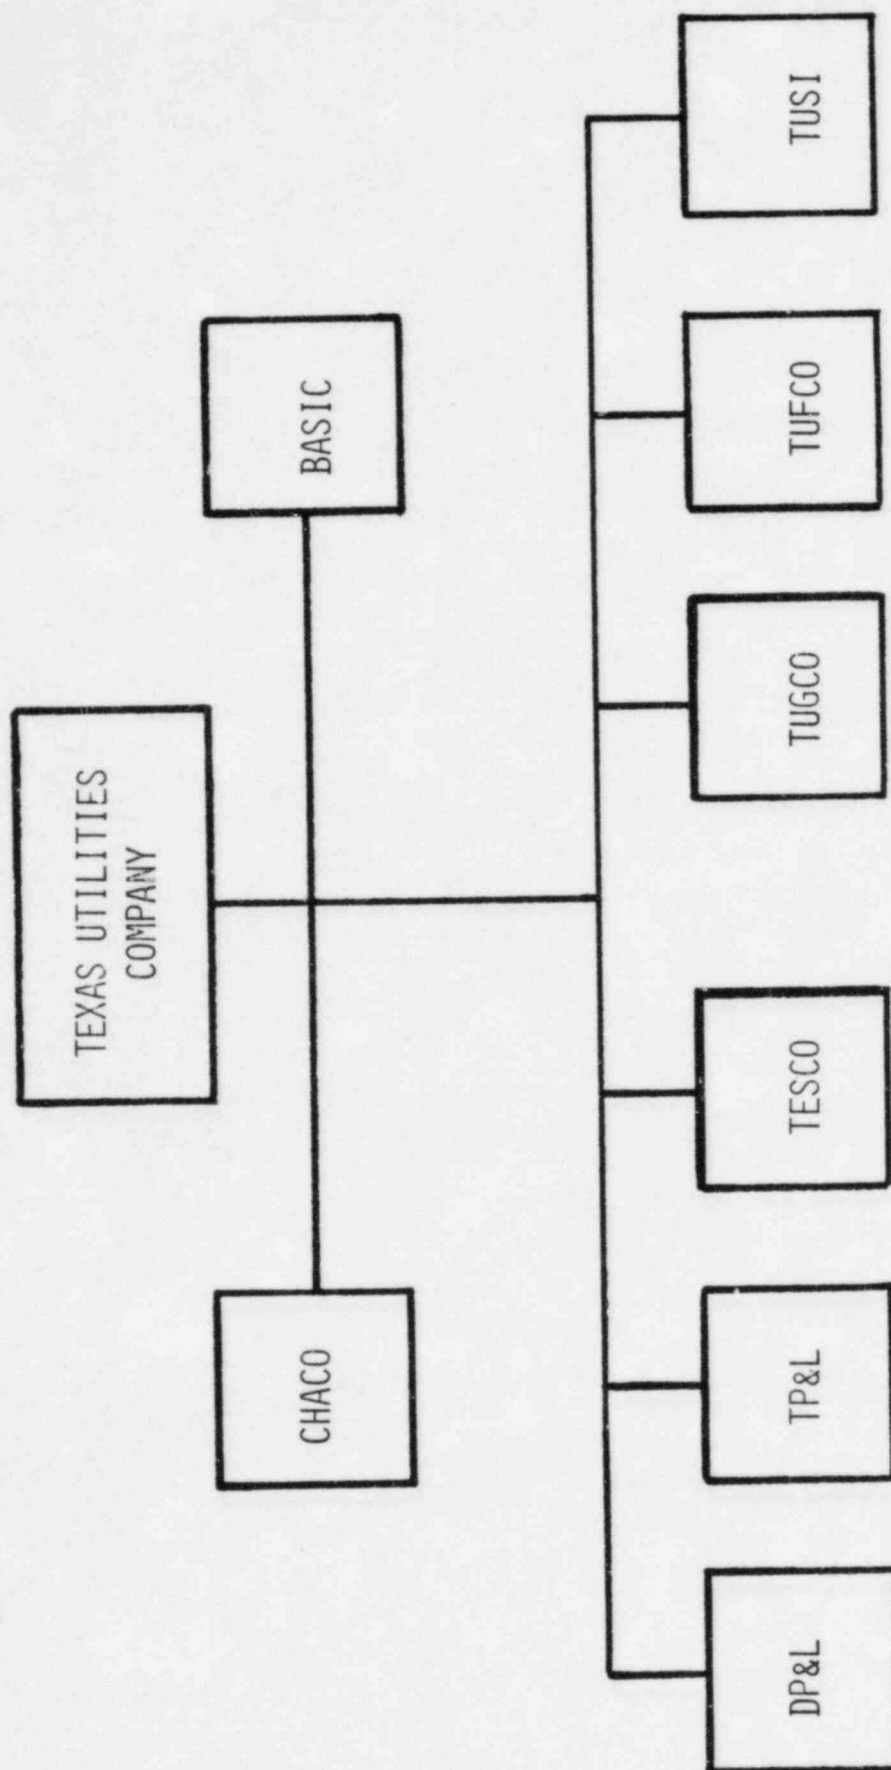 TEXAS UTILITIES
COMPANY
CHACO
BASIC
DP&L
TP&L
TESCO
TUGCO
TUFCO
TUSI